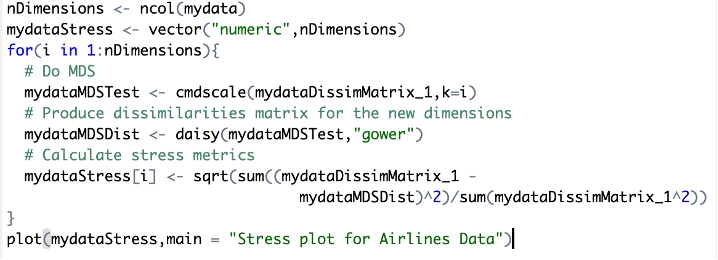 nDimensions <- ncol(mydata)
mydataStress <- vector("numeric",nDimensions)
for(i in 1:nDimensions){
  # Do MDS
  mydataMDSTest <- cmdscale(mydataDissimMatrix_1,k=i)
  # Produce dissimilarities matrix for the new dimensions
  mydataMDSDist <- daisy(mydataMDSTest,"gower")
  # Calculate stress metrics
  mydataStress[i] <- sqrt(sum((mydataDissimMatrix_1 -
                                 mydataMDSDist)^2)/sum(mydataDissimMatrix_1^2))
}
plot(mydataStress,main = "Stress plot for Airlines Data")